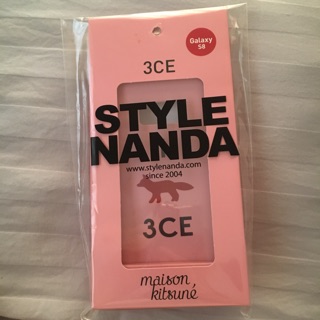 Galaxy
S8
3CE
STYLE
NANDA
www.stylenanda.com
since 2004
3CE
maison
kitsuné